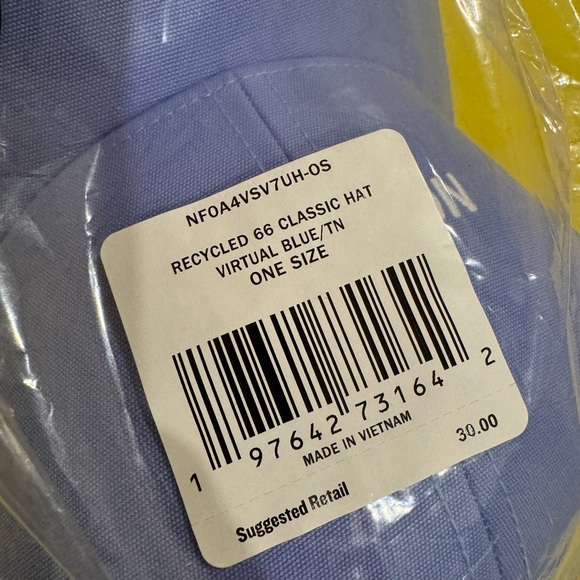 NF0A4VSV7UH-OS
RECYCLED 66 CLASSIC HAT
VIRTUAL BLUE/TN
ONE SIZE
1 97642 73164 2
MADE IN VIETNAM
30.00
Suggested Retail